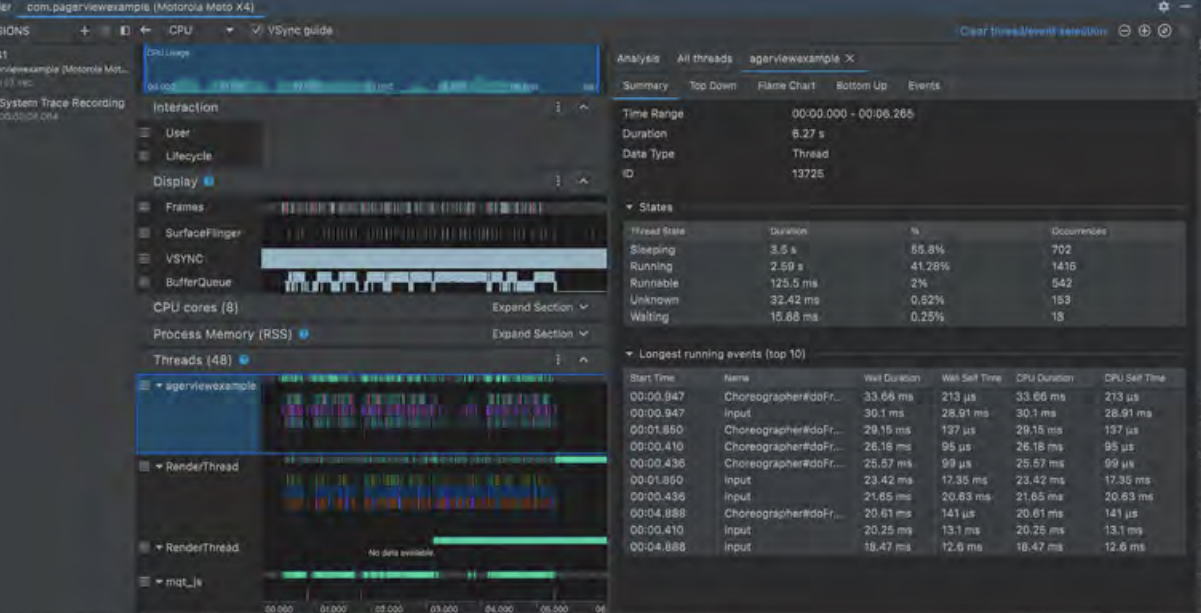 com.pagerviewexample (Motorola Moto X4)
CPU
VSync guide
Clear thread/event selection
CPU Usage
System Trace Recording
Interaction
User
Lifecycle
Display
Frames
SurfaceFlinger
VSYNC
BufferQueue
CPU cores (8) Expand Section
Process Memory (RSS) Expand Section
Threads (48)
agerviewexample
RenderThread
RenderThread
No data available
mqt_js
00.000 01.000 02.000 03.000 04.000 05.000
Analysis All threads agerviewexample
Summary Top Down Flame Chart Bottom Up Events
Time Range 00:00.000 - 00:06.265
Duration 6.27 s
Data Type Thread
ID 13725
States
Thread State Duration % Occurrences
Sleeping 3.5 s 55.8% 702
Running 2.59 s 41.28% 1416
Runnable 125.5 ms 2% 542
Unknown 32.42 ms 0.52% 153
Waiting 15.88 ms 0.25% 18
Longest running events (top 10)
Start Time Name Wall Duration Wall Self Time CPU Duration CPU Self Time
00:00.947 Choreographer#doFr... 33.66 ms 213 µs 33.66 ms 213 µs
00:00.947 input 30.1 ms 28.91 ms 30.1 ms 28.91 ms
00:01.850 Choreographer#doFr... 29.15 ms 137 µs 29.15 ms 137 µs
00:00.410 Choreographer#doFr... 26.18 ms 95 µs 26.18 ms 95 µs
00:00.436 Choreographer#doFr... 25.57 ms 99 µs 25.57 ms 99 µs
00:01.850 input 23.42 ms 17.35 ms 23.42 ms 17.35 ms
00:00.436 input 21.65 ms 20.63 ms 21.65 ms 20.63 ms
00:04.888 Choreographer#doFr... 20.61 ms 141 µs 20.61 ms 141 µs
00:00.410 input 20.25 ms 13.1 ms 20.25 ms 13.1 ms
00:04.888 input 18.47 ms 12.6 ms 18.47 ms 12.6 ms